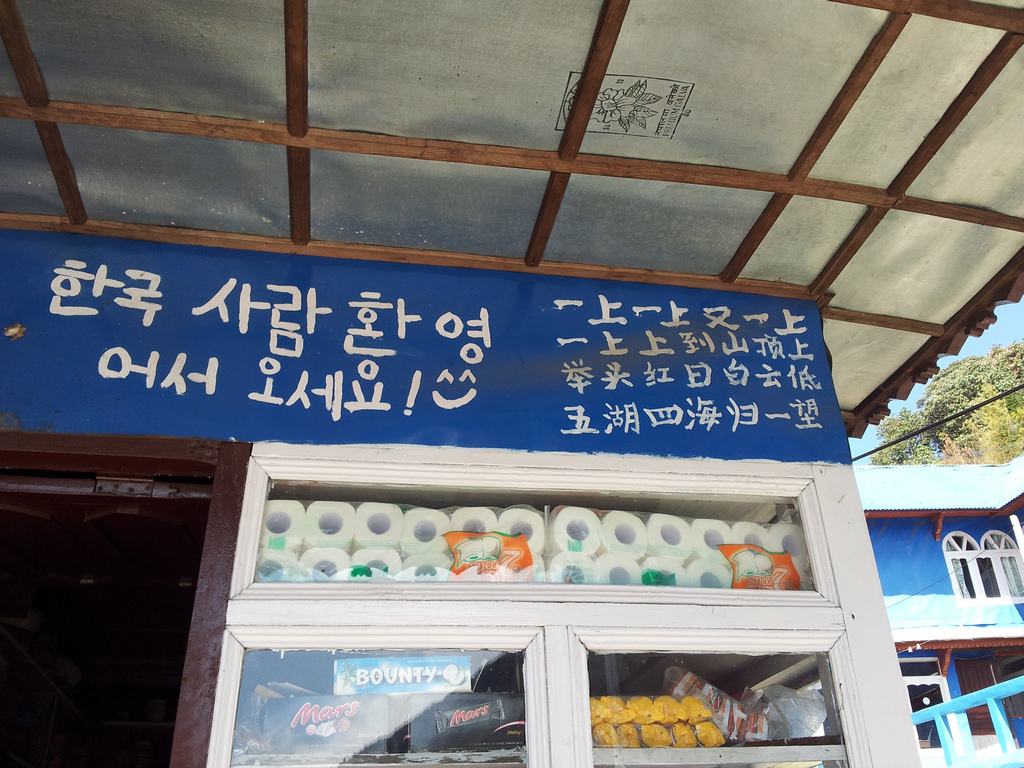 한국 사람 환영
어서 오세요!
一上一上又一上
一上上到山顶上
举头红日白云低
五湖四海归一望
PREMIUM GALVA
BOUNTY
Mars
Mars